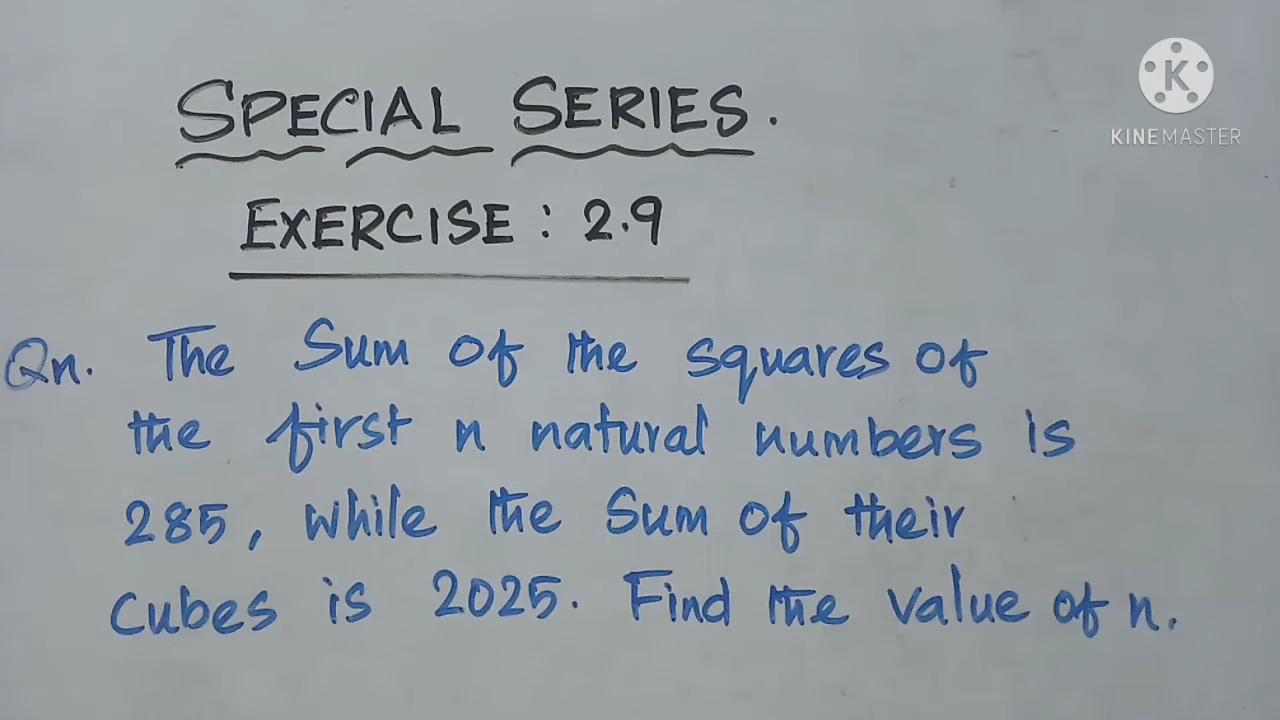 SPECIAL SERIES.
K
KINEMASTER
EXERCISE : 2.9
Qn. The Sum of the squares of
the first n natural numbers is
285, while the Sum of their
cubes is 2025. Find the value of n.